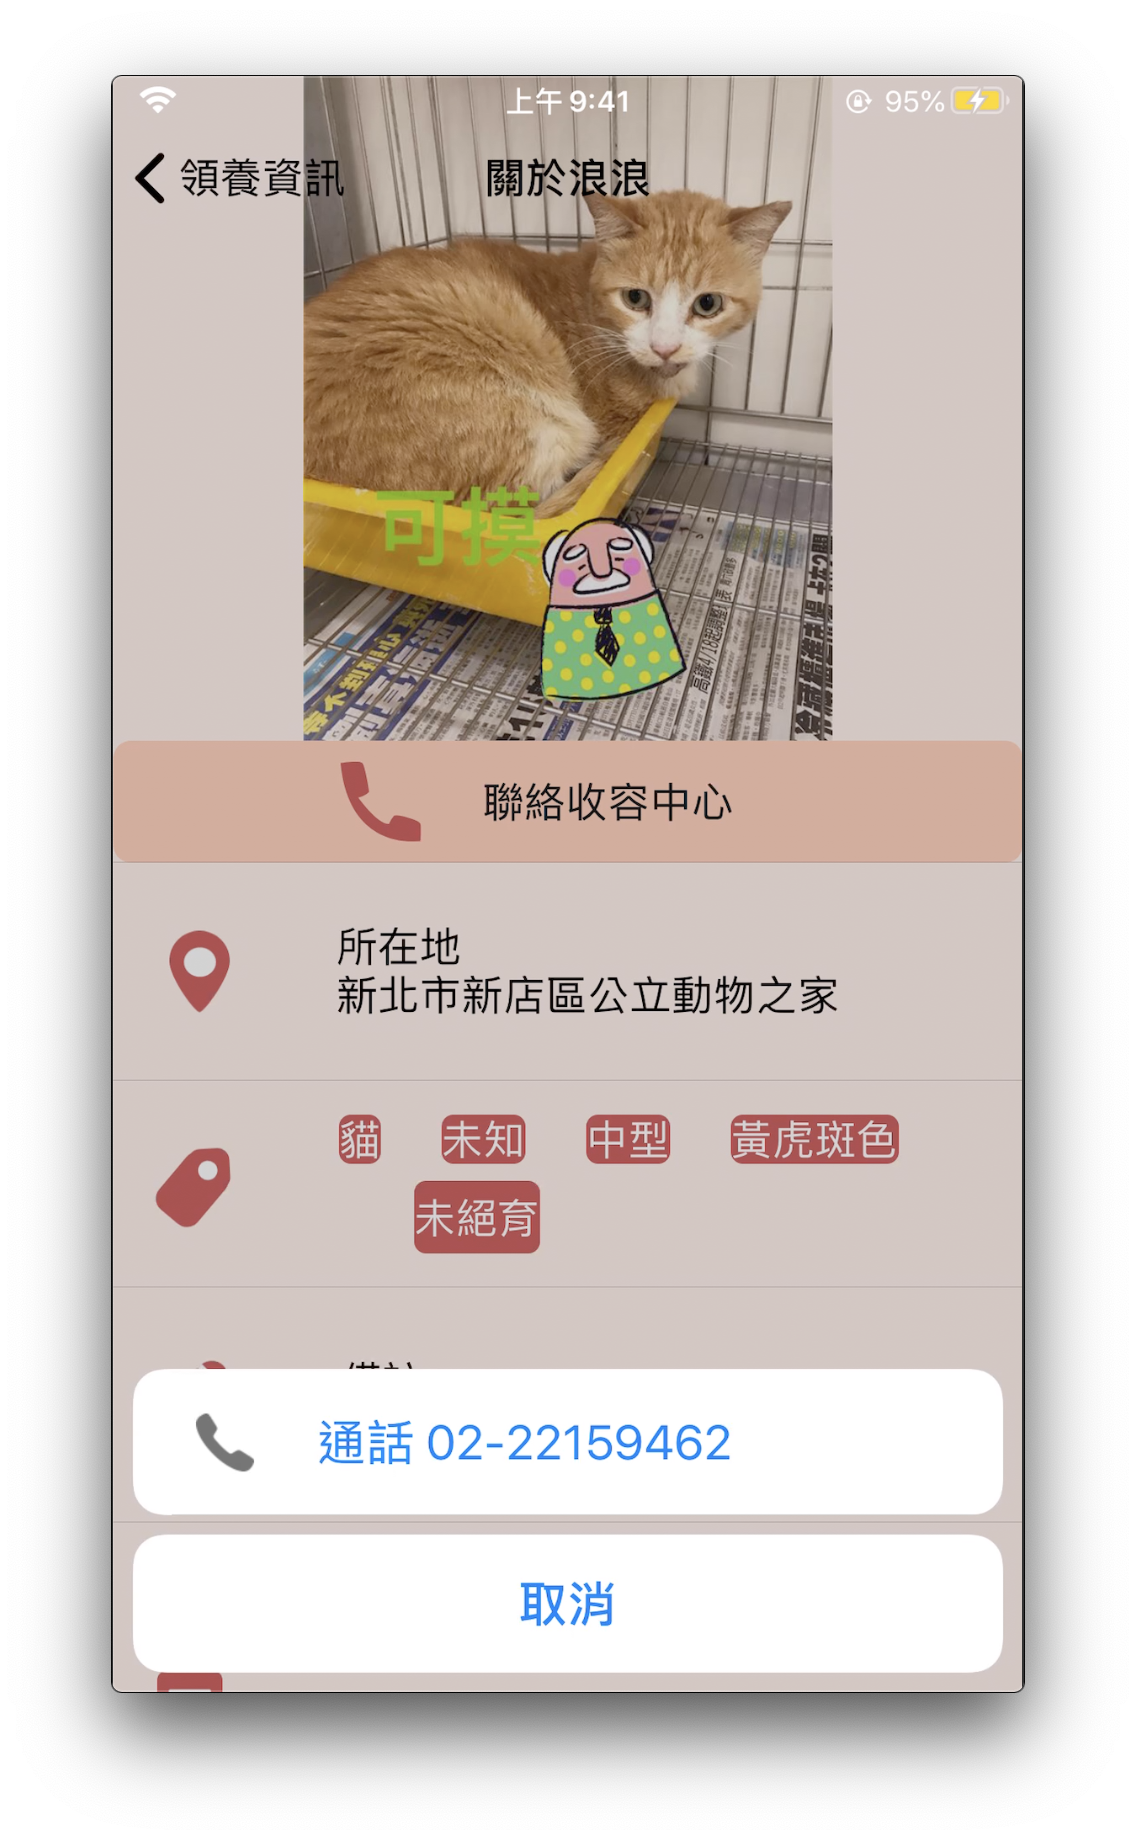 上午 9:41
95%
領養資訊
關於浪浪
可摸
聯絡收容中心
所在地
新北市新店區公立動物之家
貓
未知
中型
黃虎斑色
未絕育
通話 02-22159462
取消